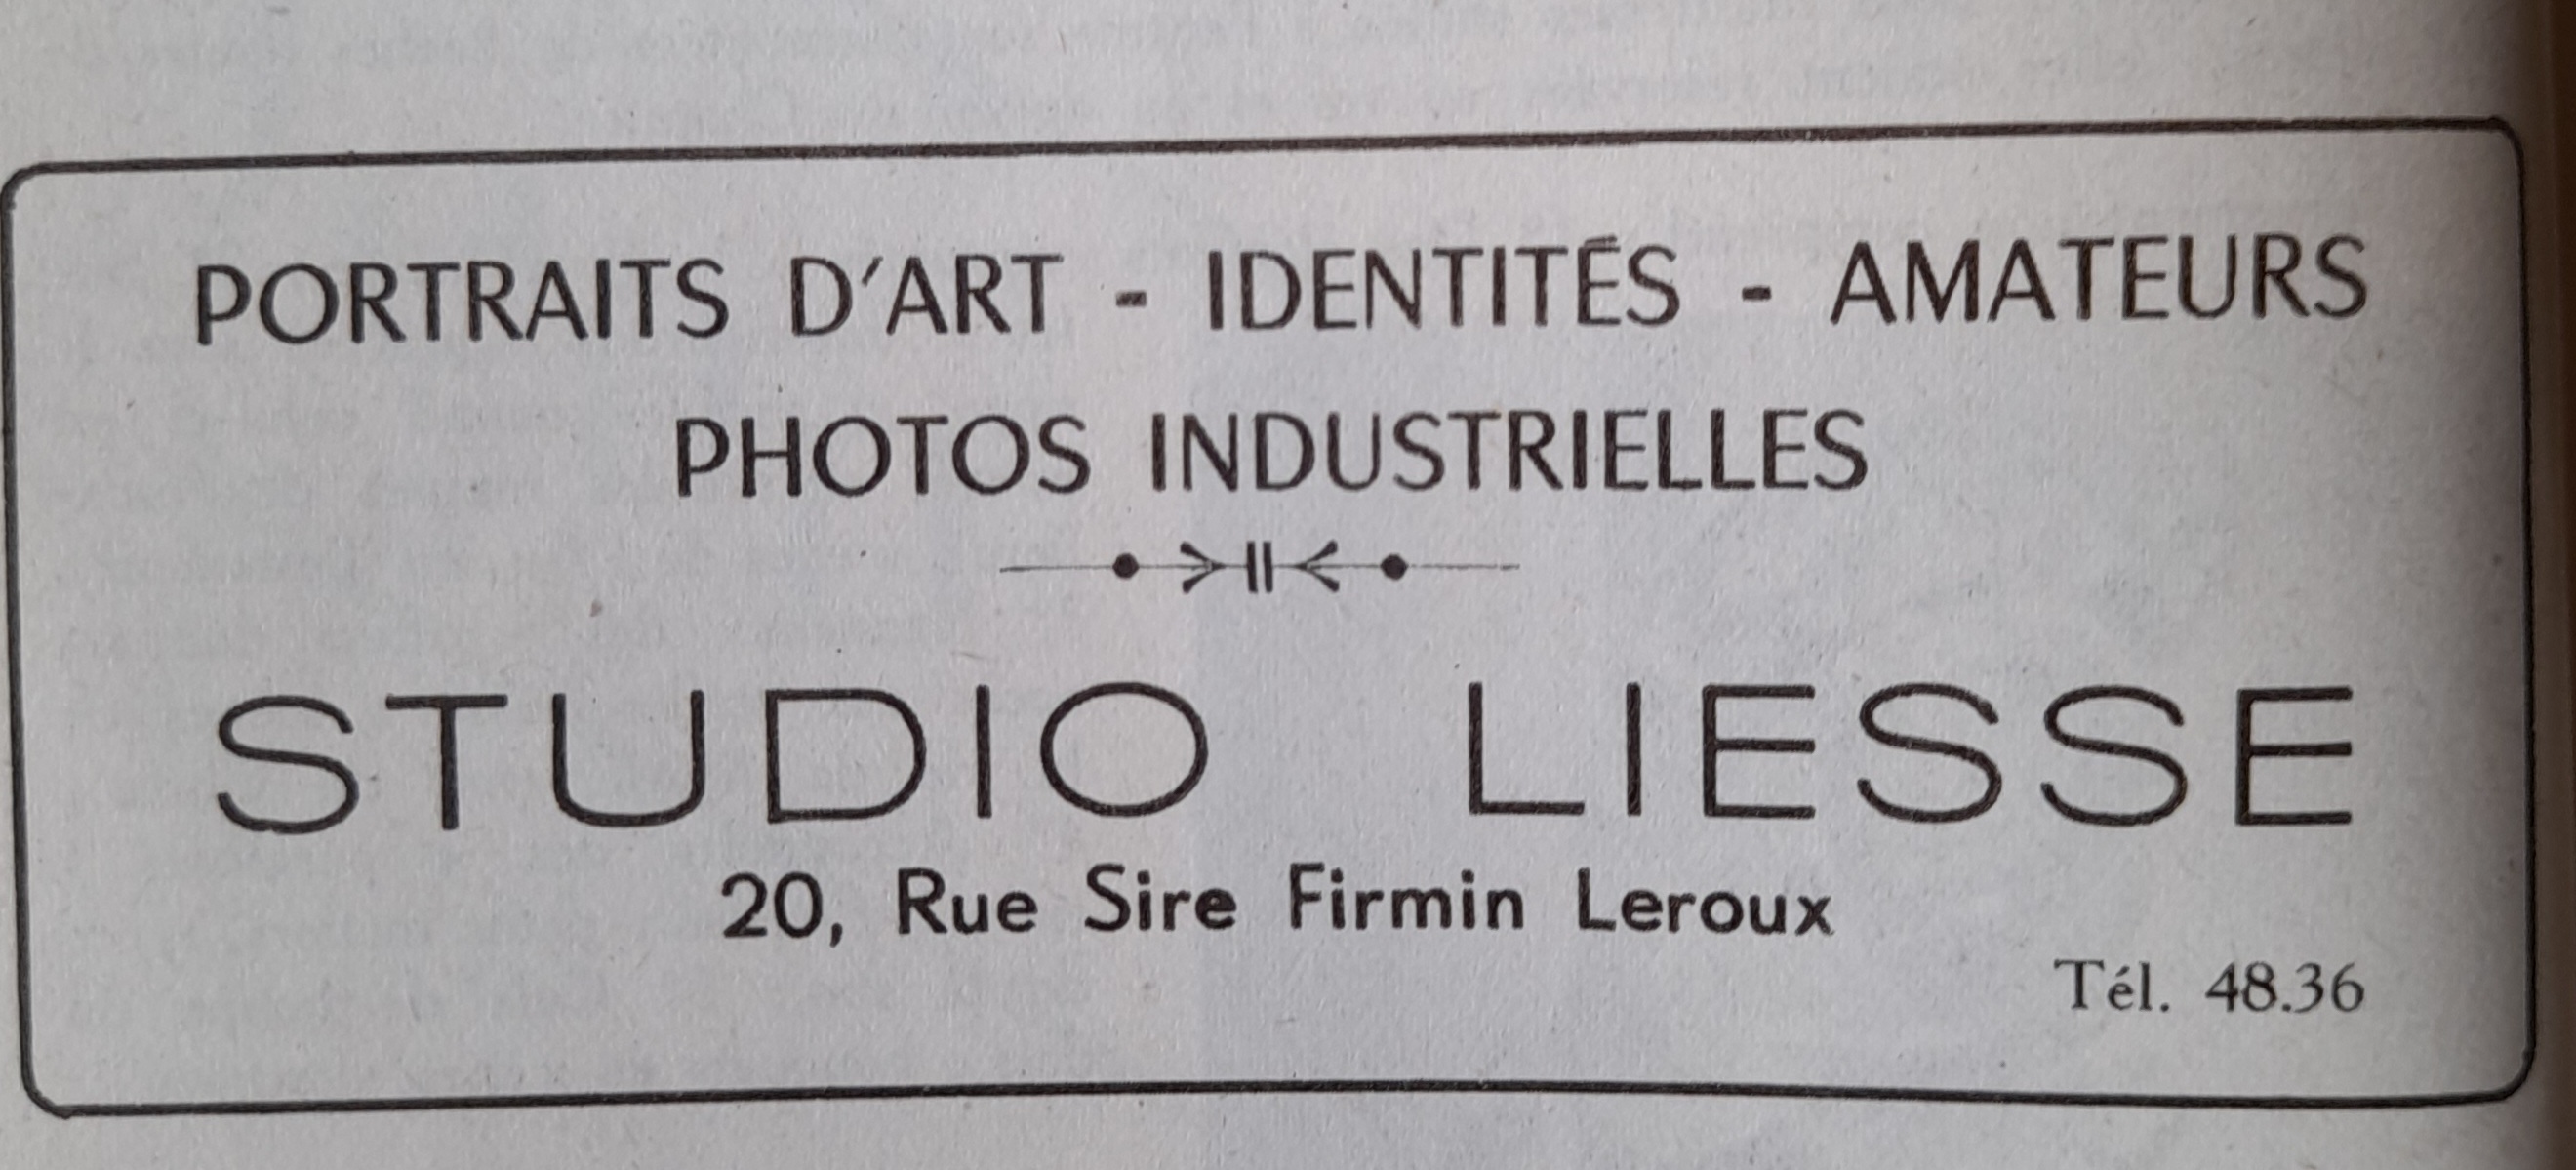 PORTRAITS D'ART - IDENTITÉS - AMATEURS
PHOTOS INDUSTRIELLES
STUDIO LIESSE
20, Rue Sire Firmin Leroux
Tél. 48.36